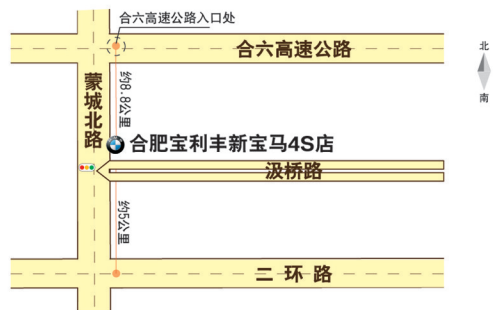 合六高速公路入口处
合六高速公路
北
南
蒙城北路
约8.8公里
合肥宝利丰新宝马4S店
汲桥路
约5公里
二环路